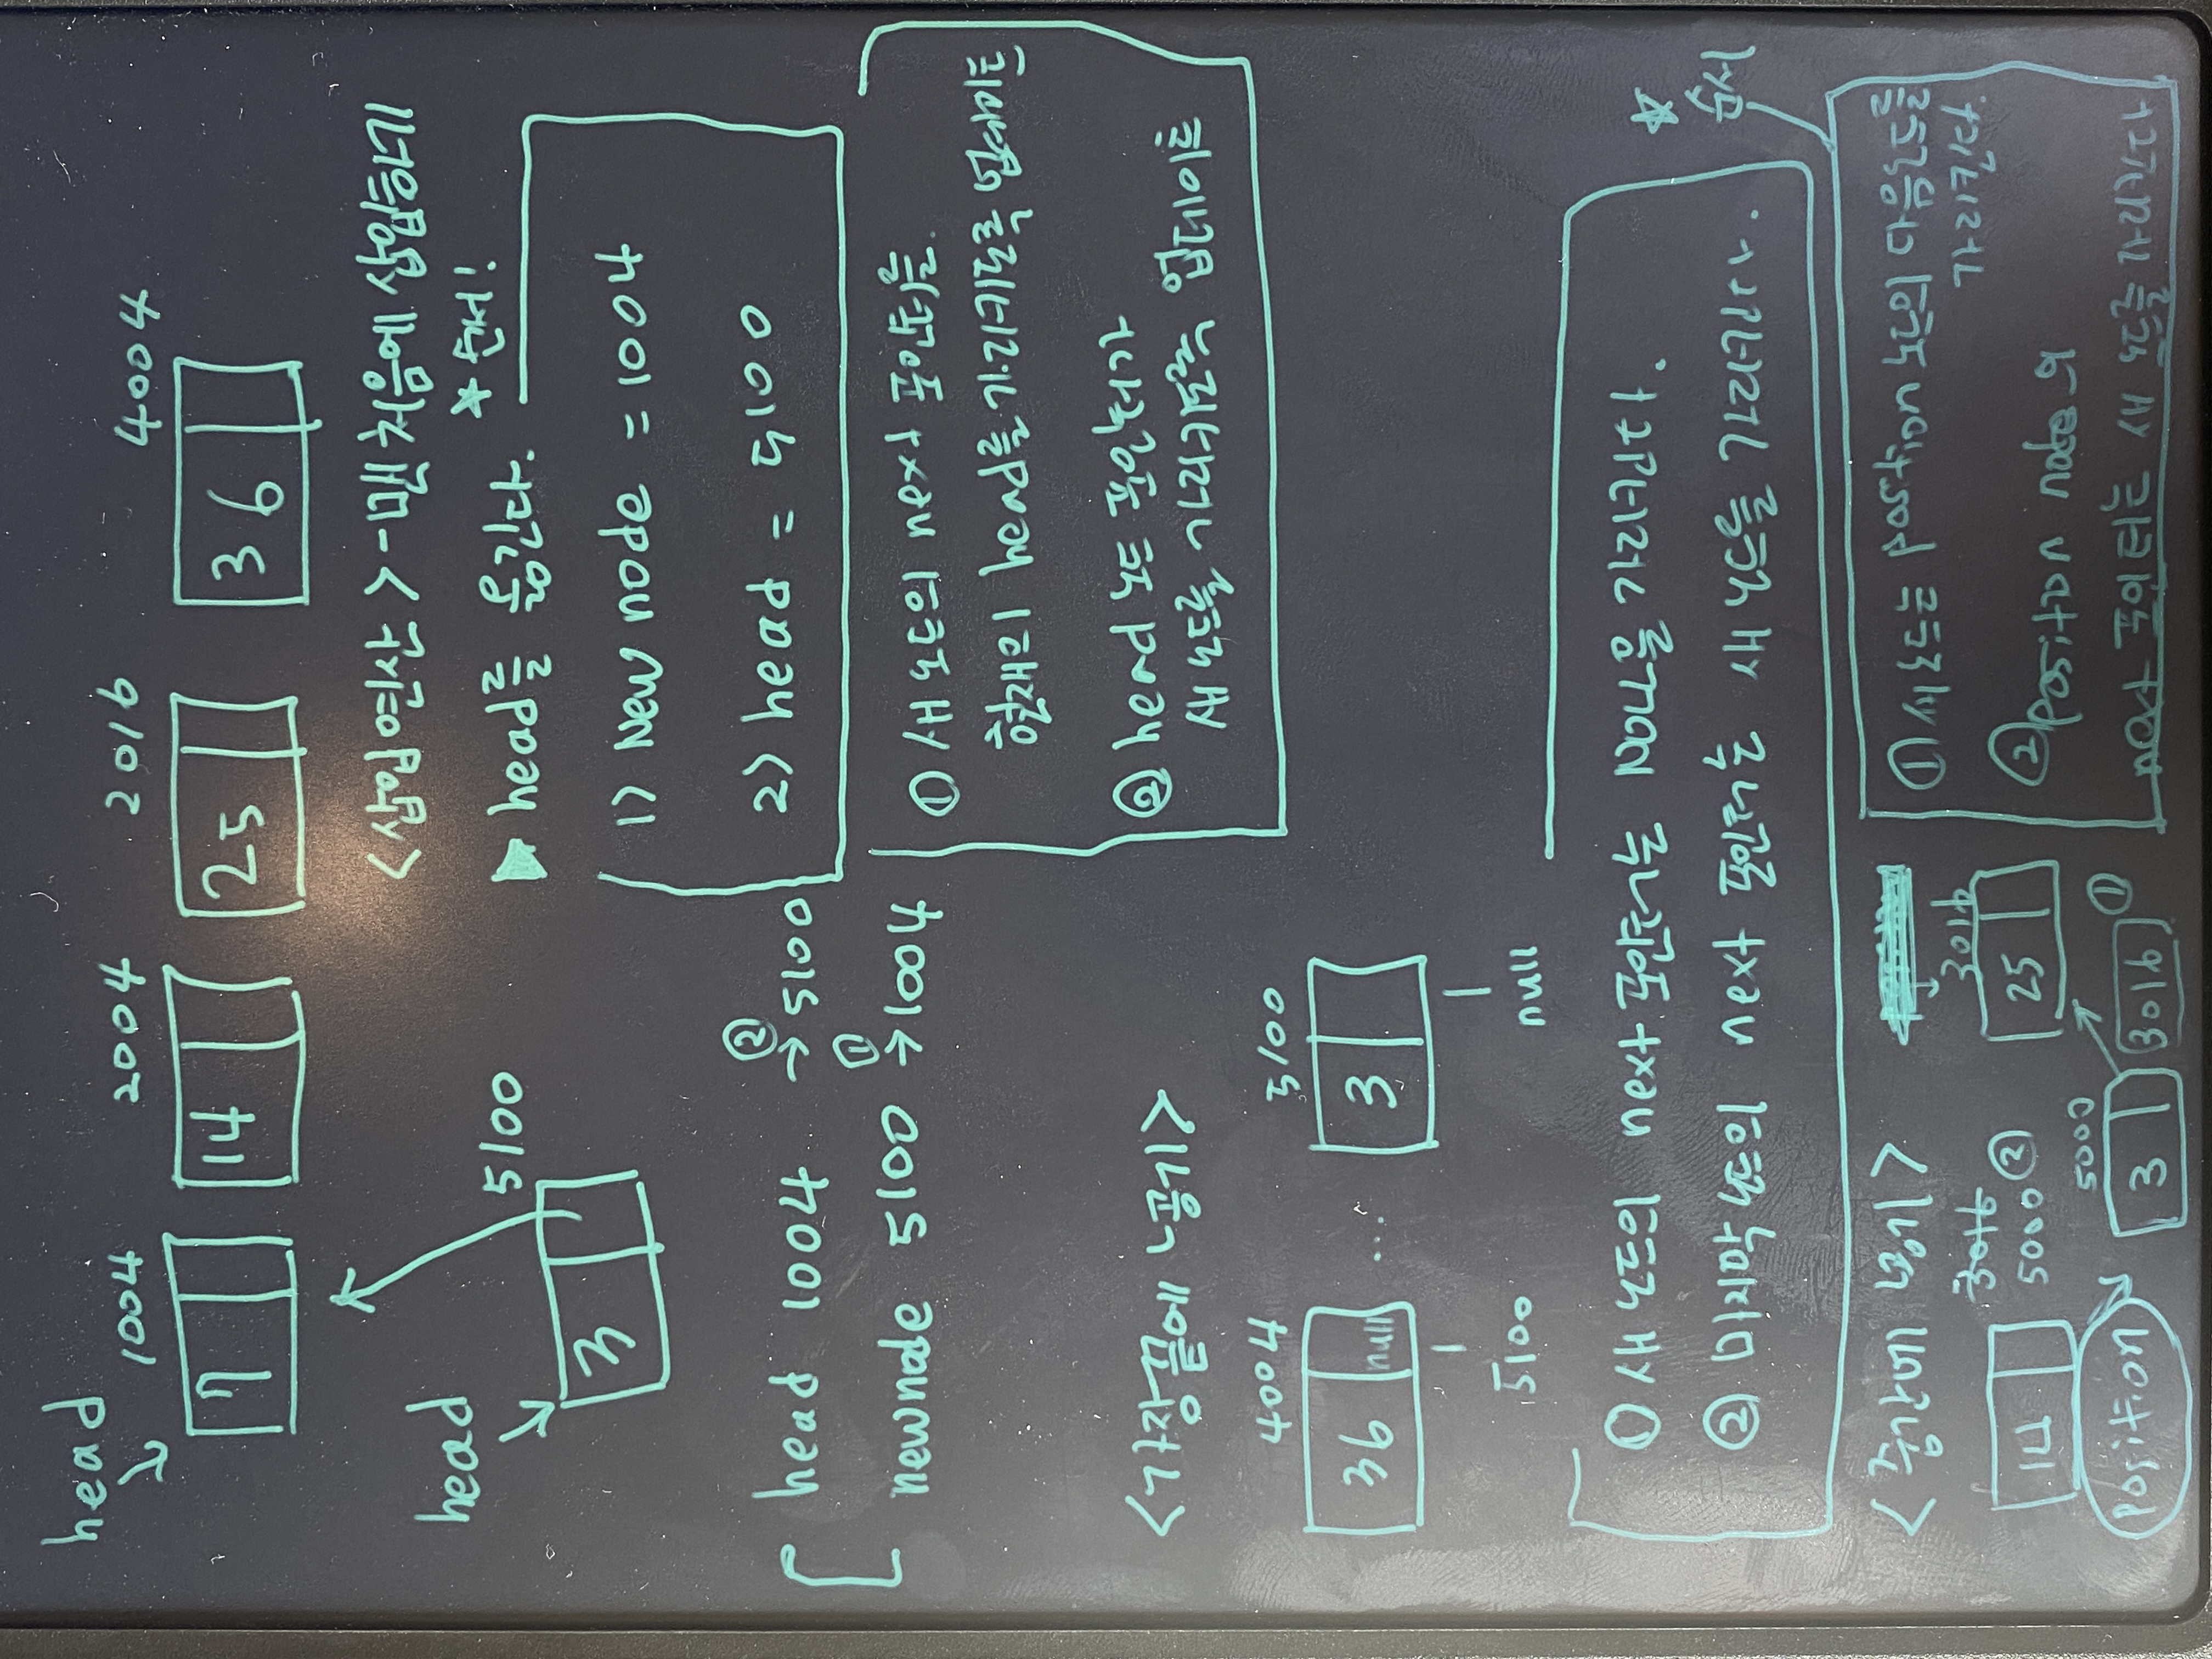 head
1004 2004 2016 4004
7 14 25 36
<삽입연산> - 맨 처음에 삽입하기
head
5100
3
▶ head를 옮긴다. ☆ 순서!
1) New node = 1004
2) head = 5100
head 1004 ② → 5100
newnode 5100 ① → 1004
① 새 노드의 next 포인터를
현재의 head를 가리키도록 업데이트
② head 노드 포인터가
새 노드를 가리키도록 업데이트
<가장끝에 넣기>
4004 5100
36 null ... 3
5100 null
① 새 노드의 next 포인터는 NULL을 가리킨다.
② 마지막 노드의 next 포인터는 새 노드를 가리킨다.
☆
순서
<중간에 넣기>
3016 3016
14 5000 ② 25
position
5000
3 3016 ①
① 새 노드는 position 노드의 다음노드를
가리킨다.
② position node의
next 포인터는 새 노드를 가리킨다